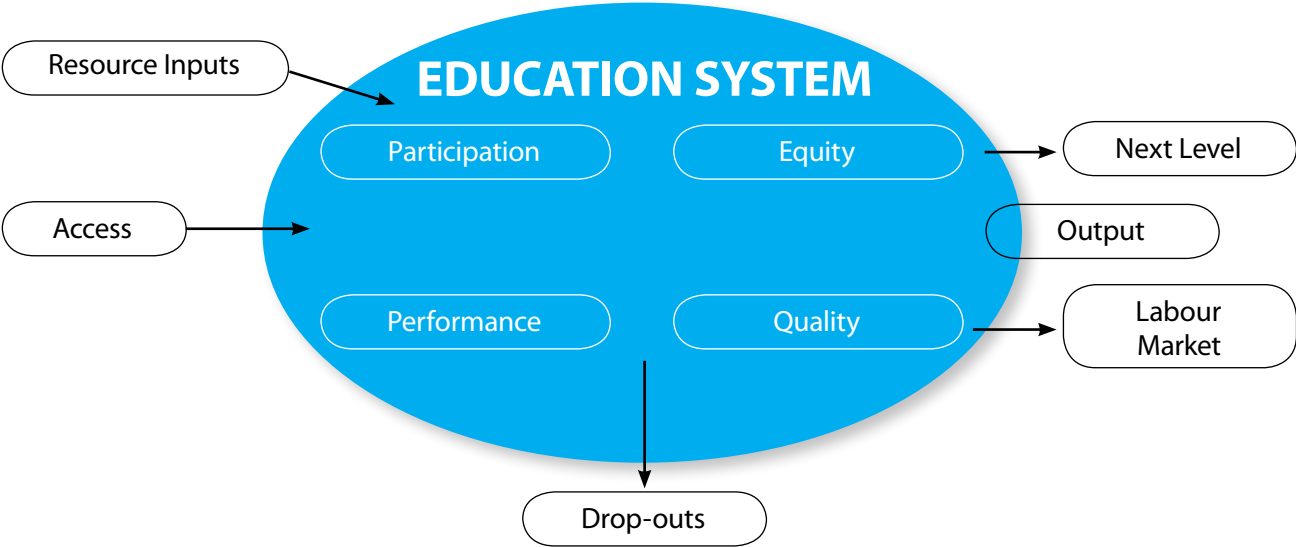 Resource Inputs
EDUCATION SYSTEM
Participation
Equity
Next Level
Access
Output
Performance
Quality
Labour
Market
Drop-outs